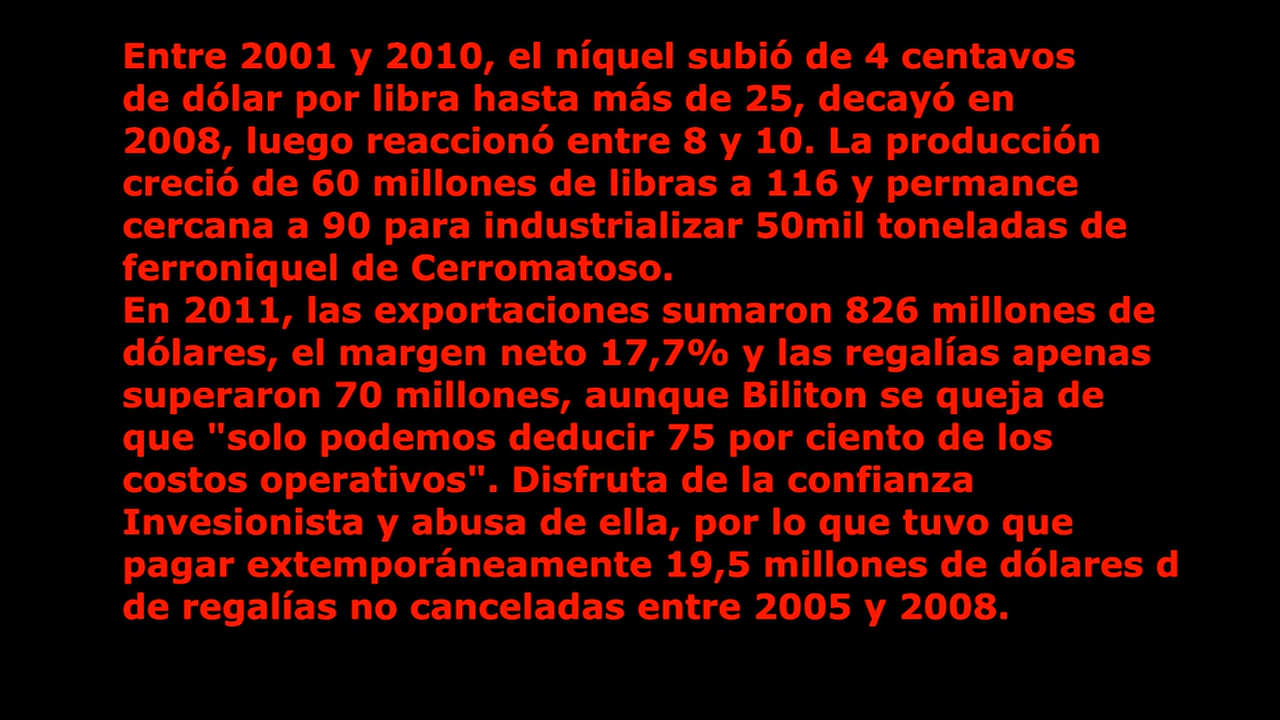 Entre 2001 y 2010, el níquel subió de 4 centavos
de dólar por libra hasta más de 25, decayó en
2008, luego reaccionó entre 8 y 10. La producción
creció de 60 millones de libras a 116 y permance
cercana a 90 para industrializar 50mil toneladas de
ferroniquel de Cerromatoso.
En 2011, las exportaciones sumaron 826 millones de
dólares, el margen neto 17,7% y las regalías apenas
superaron 70 millones, aunque Biliton se queja de
que "solo podemos deducir 75 por ciento de los
costos operativos". Disfruta de la confianza
Invesionista y abusa de ella, por lo que tuvo que
pagar extemporáneamente 19,5 millones de dólares d
de regalías no canceladas entre 2005 y 2008.